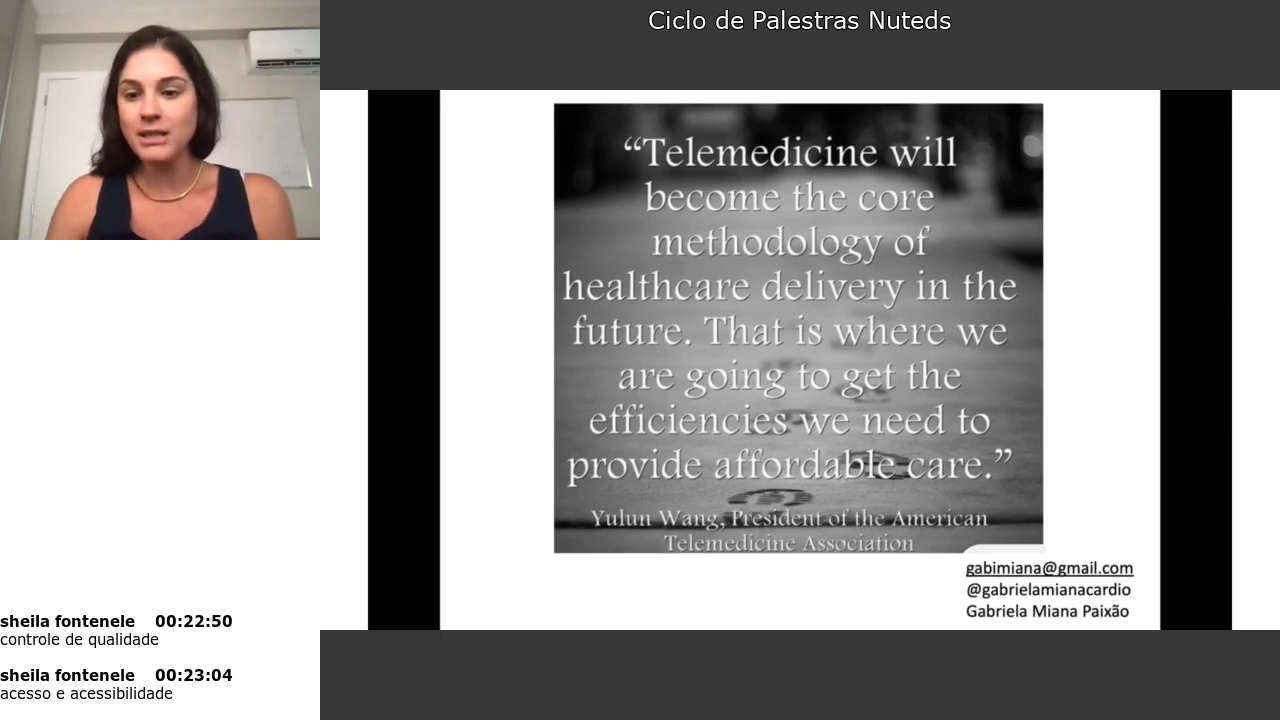 Ciclo de Palestras Nuteds
“Telemedicine will
become the core
methodology of
healthcare delivery in the
future. That is where we
are going to get the
efficiencies we need to
provide affordable care.”
Yulun Wang, President of the American
Telemedicine Association
gabimiana@gmail.com
@gabrielamianacardio
Gabriela Miana Paixão
sheila fontenele 00:22:50
controle de qualidade
sheila fontenele 00:23:04
acesso e acessibilidade